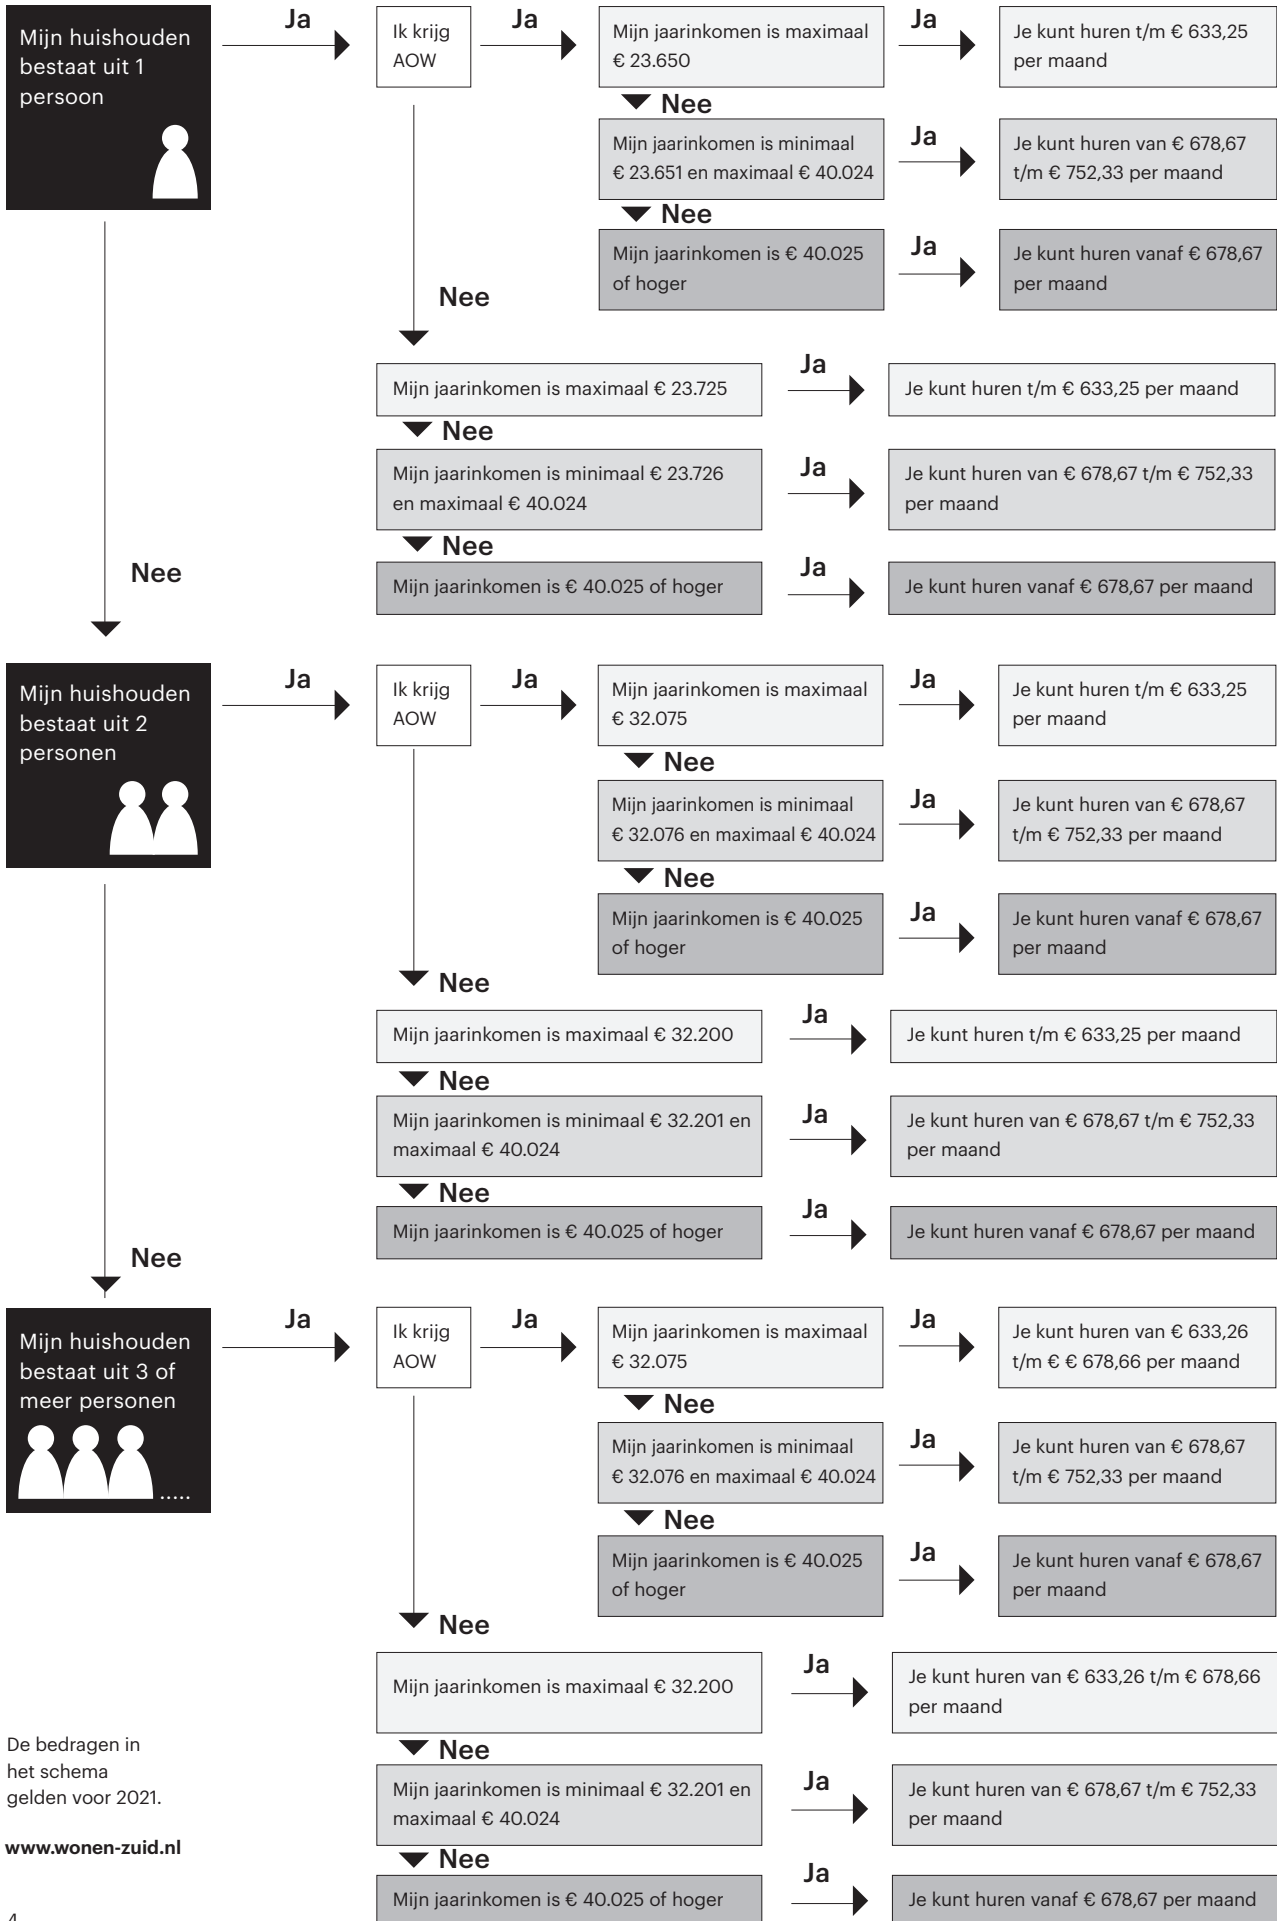 Mijn huishouden
bestaat uit 1
persoon
Ja
Ik krijg
AOW
Ja
Mijn jaarinkomen is maximaal
€ 23.650
Ja
Je kunt huren t/m € 633,25
per maand
Nee
Mijn jaarinkomen is minimaal
€ 23.651 en maximaal € 40.024
Ja
Je kunt huren van € 678,67
t/m € 752,33 per maand
Nee
Mijn jaarinkomen is € 40.025
of hoger
Ja
Je kunt huren vanaf € 678,67
per maand
Nee
Mijn jaarinkomen is maximaal € 23.725
Ja
Je kunt huren t/m € 633,25 per maand
Nee
Mijn jaarinkomen is minimaal € 23.726
en maximaal € 40.024
Ja
Je kunt huren van € 678,67 t/m € 752,33
per maand
Nee
Mijn jaarinkomen is € 40.025 of hoger
Ja
Je kunt huren vanaf € 678,67 per maand
Nee
Mijn huishouden
bestaat uit 2
personen
Ja
Ik krijg
AOW
Ja
Mijn jaarinkomen is maximaal
€ 32.075
Ja
Je kunt huren t/m € 633,25
per maand
Nee
Mijn jaarinkomen is minimaal
€ 32.076 en maximaal € 40.024
Ja
Je kunt huren van € 678,67
t/m € 752,33 per maand
Nee
Mijn jaarinkomen is € 40.025
of hoger
Ja
Je kunt huren vanaf € 678,67
per maand
Nee
Mijn jaarinkomen is maximaal € 32.200
Ja
Je kunt huren t/m € 633,25 per maand
Nee
Mijn jaarinkomen is minimaal € 32.201 en
maximaal € 40.024
Ja
Je kunt huren van € 678,67 t/m € 752,33
per maand
Nee
Mijn jaarinkomen is € 40.025 of hoger
Ja
Je kunt huren vanaf € 678,67 per maand
Nee
Mijn huishouden
bestaat uit 3 of
meer personen
.....
Ja
Ik krijg
AOW
Ja
Mijn jaarinkomen is maximaal
€ 32.075
Ja
Je kunt huren van € 633,26
t/m € € 678,66 per maand
Nee
Mijn jaarinkomen is minimaal
€ 32.076 en maximaal € 40.024
Ja
Je kunt huren van € 678,67
t/m € 752,33 per maand
Nee
Mijn jaarinkomen is € 40.025
of hoger
Ja
Je kunt huren vanaf € 678,67
per maand
Nee
Mijn jaarinkomen is maximaal € 32.200
Ja
Je kunt huren van € 633,26 t/m € 678,66
per maand
Nee
Mijn jaarinkomen is minimaal € 32.201 en
maximaal € 40.024
Ja
Je kunt huren van € 678,67 t/m € 752,33
per maand
Nee
Mijn jaarinkomen is € 40.025 of hoger
Ja
Je kunt huren vanaf € 678,67 per maand
De bedragen in
het schema
gelden voor 2021.
www.wonen-zuid.nl
4